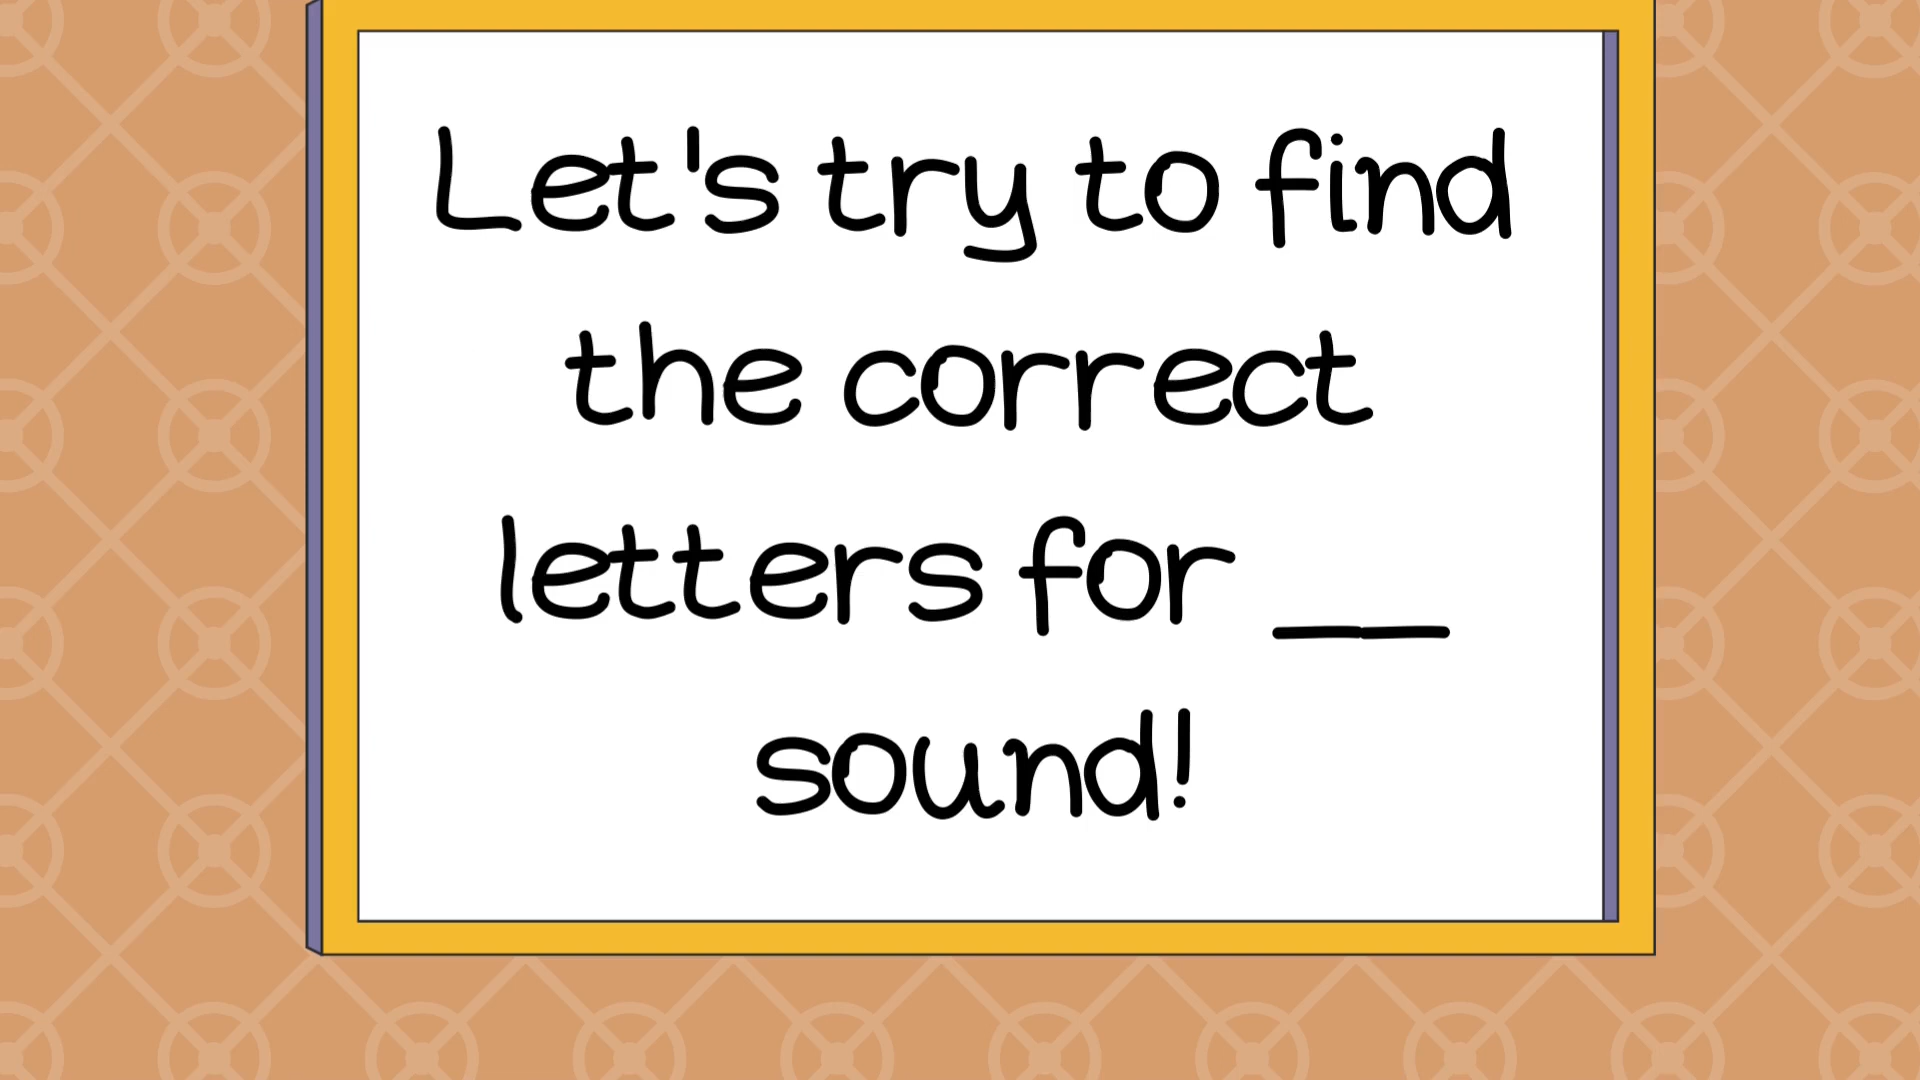 Let's try to find
the correct
letters for __
sound!